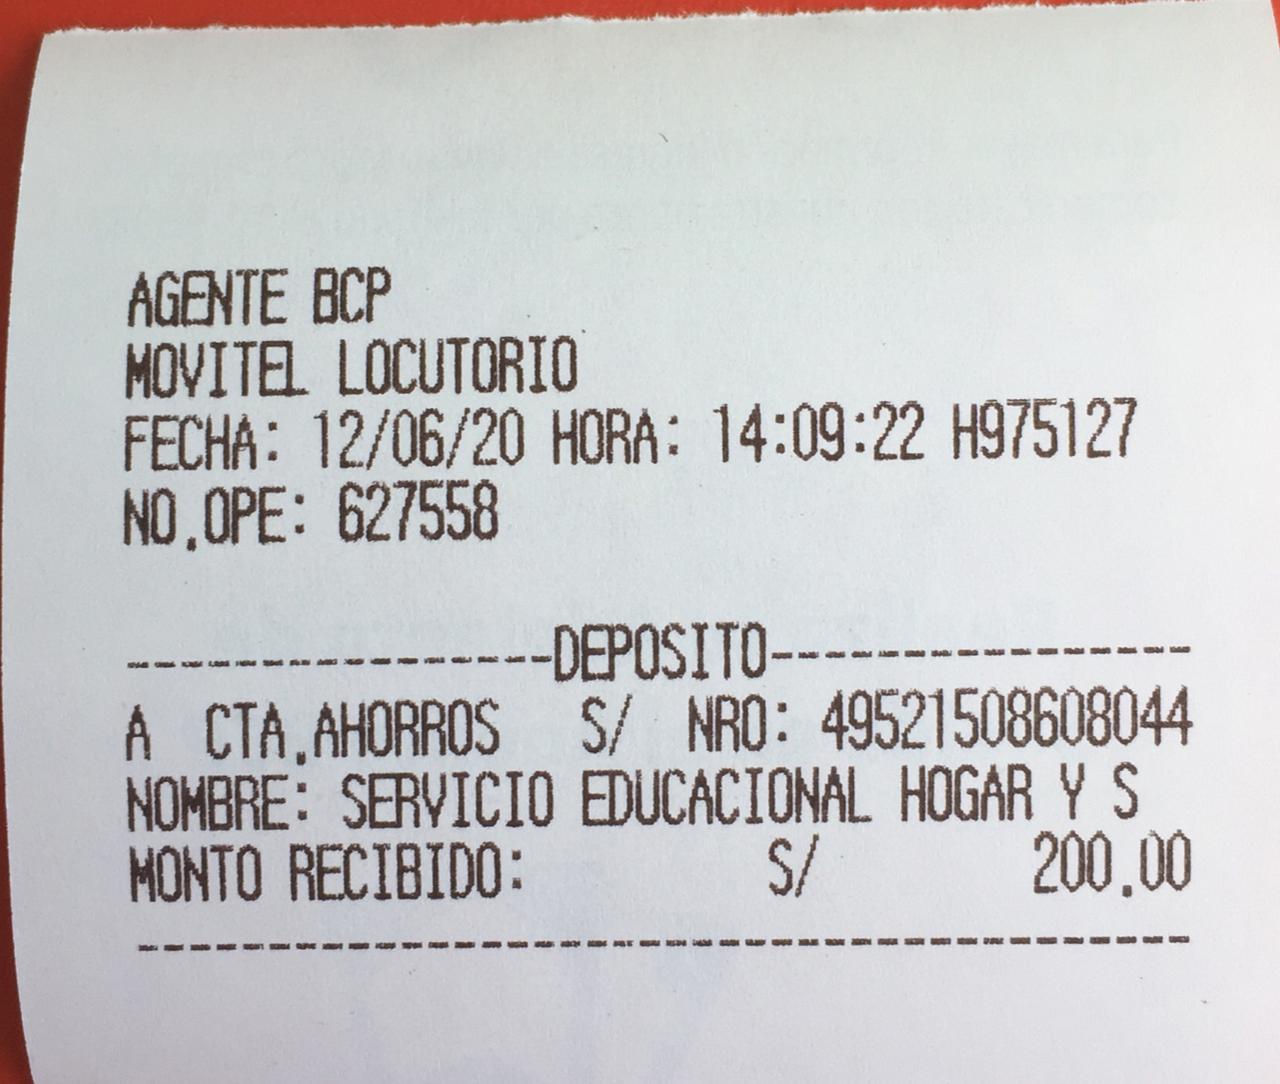 AGENTE BCP
MOVITEL LOCUTORIO
FECHA: 12/06/20 HORA: 14:09:22 H975127
NO.OPE: 627558
----------------DEPOSITO----------------
A CTA.AHORROS S/ NRO: 49521508608044
NOMBRE: SERVICIO EDUCACIONAL HOGAR Y S
MONTO RECIBIDO: S/ 200.00
----------------------------------------